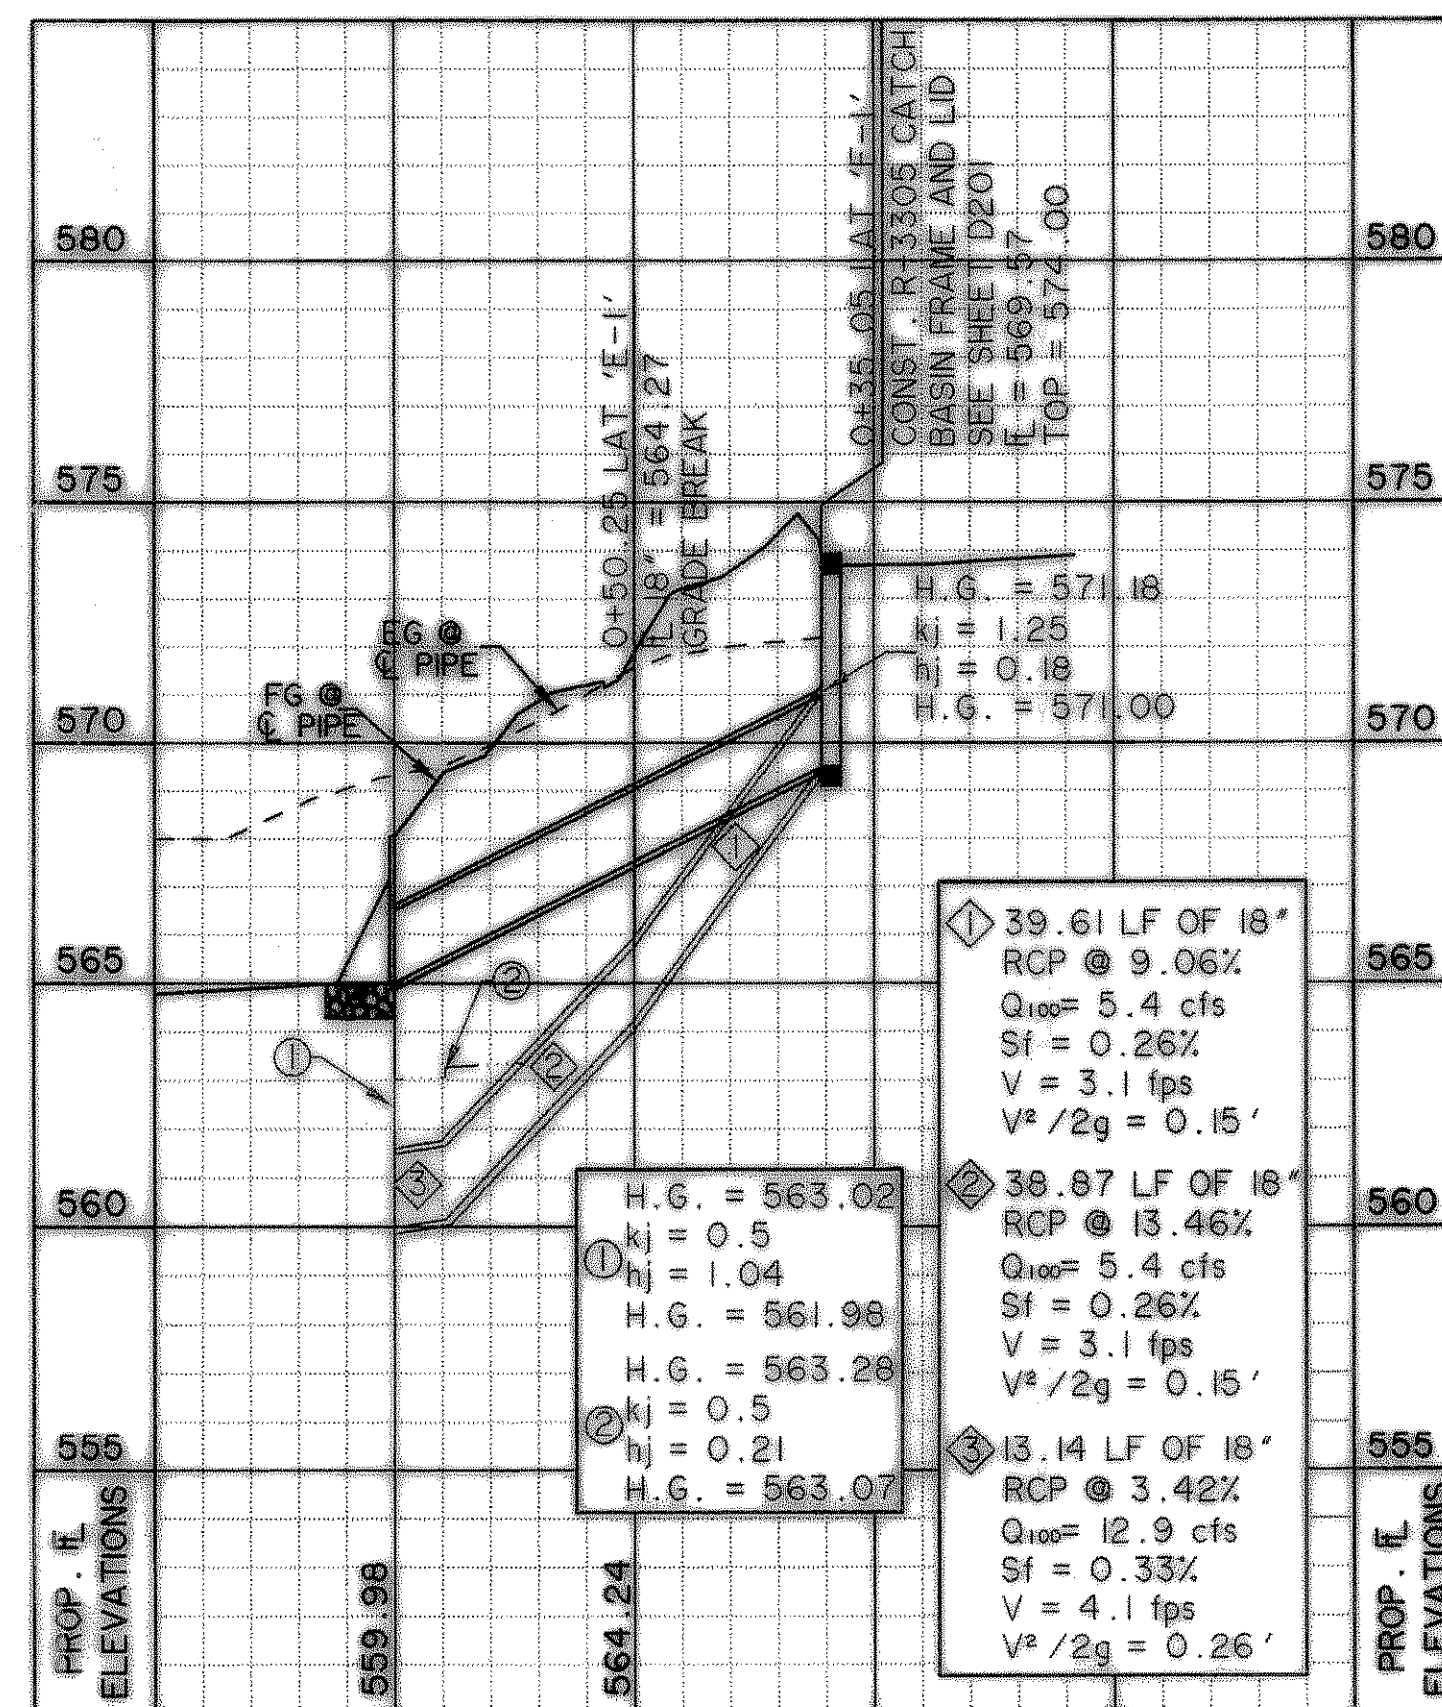 580
575
570
565
560
555
PROP. FL
ELEVATIONS
559.98
564.24
0+50.25 LAT 'E-1'
FL 18" = 564.27
GRADE BREAK
0+35.05 LAT 'E-1'
CONST. R-3305 CATCH
BASIN FRAME AND LID
SEE SHEET D201
FL = 569.57
TOP = 574.00
EG @
CL PIPE
FG @
CL PIPE
H.G. = 571.18
kj = 1.25
hj = 0.18
H.G. = 571.00
1
2
1
2
3
H.G. = 563.02
kj = 0.5
1
hj = 1.04
H.G. = 561.98
H.G. = 563.28
kj = 0.5
2
hj = 0.21
H.G. = 563.07
1 39.61 LF OF 18"
RCP @ 9.06%
Q100= 5.4 cfs
Sf = 0.26%
V = 3.1 fps
V²/2g = 0.15'
2 38.87 LF OF 18"
RCP @ 13.46%
Q100= 5.4 cfs
Sf = 0.26%
V = 3.1 fps
V²/2g = 0.15'
3 13.14 LF OF 18"
RCP @ 3.42%
Q100= 12.9 cfs
Sf = 0.33%
V = 4.1 fps
V²/2g = 0.26'
580
575
570
565
560
555
PROP. FL
ELEVATIONS